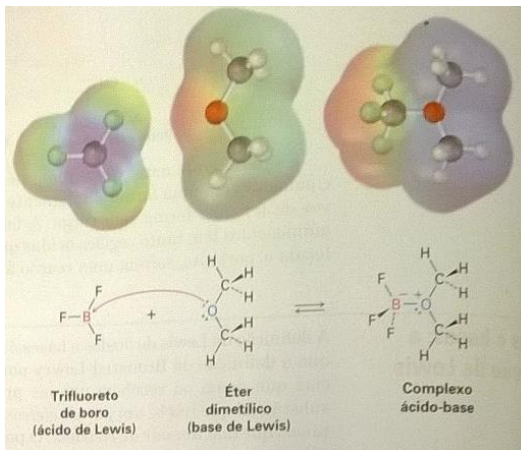 F
F—B
F
+
H
C H
H
:O:
C H
H
H
⇌
F
F
F
B
− +
O:
H
C H
H
C H
H
H
Trifluoreto
de boro
(ácido de Lewis)
Éter
dimetílico
(base de Lewis)
Complexo
ácido-base